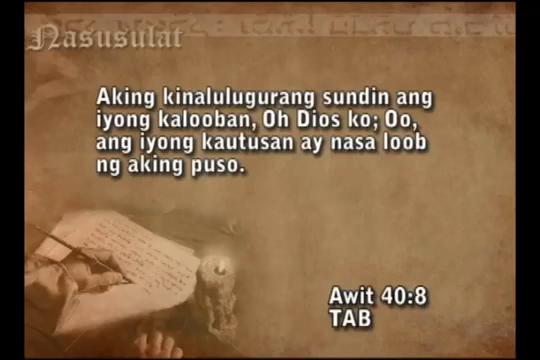 Nasusulat
Aking kinalulugurang sundin ang
iyong kalooban, Oh Dios ko; Oo,
ang iyong kautusan ay nasa loob
ng aking puso.
Awit 40:8
TAB